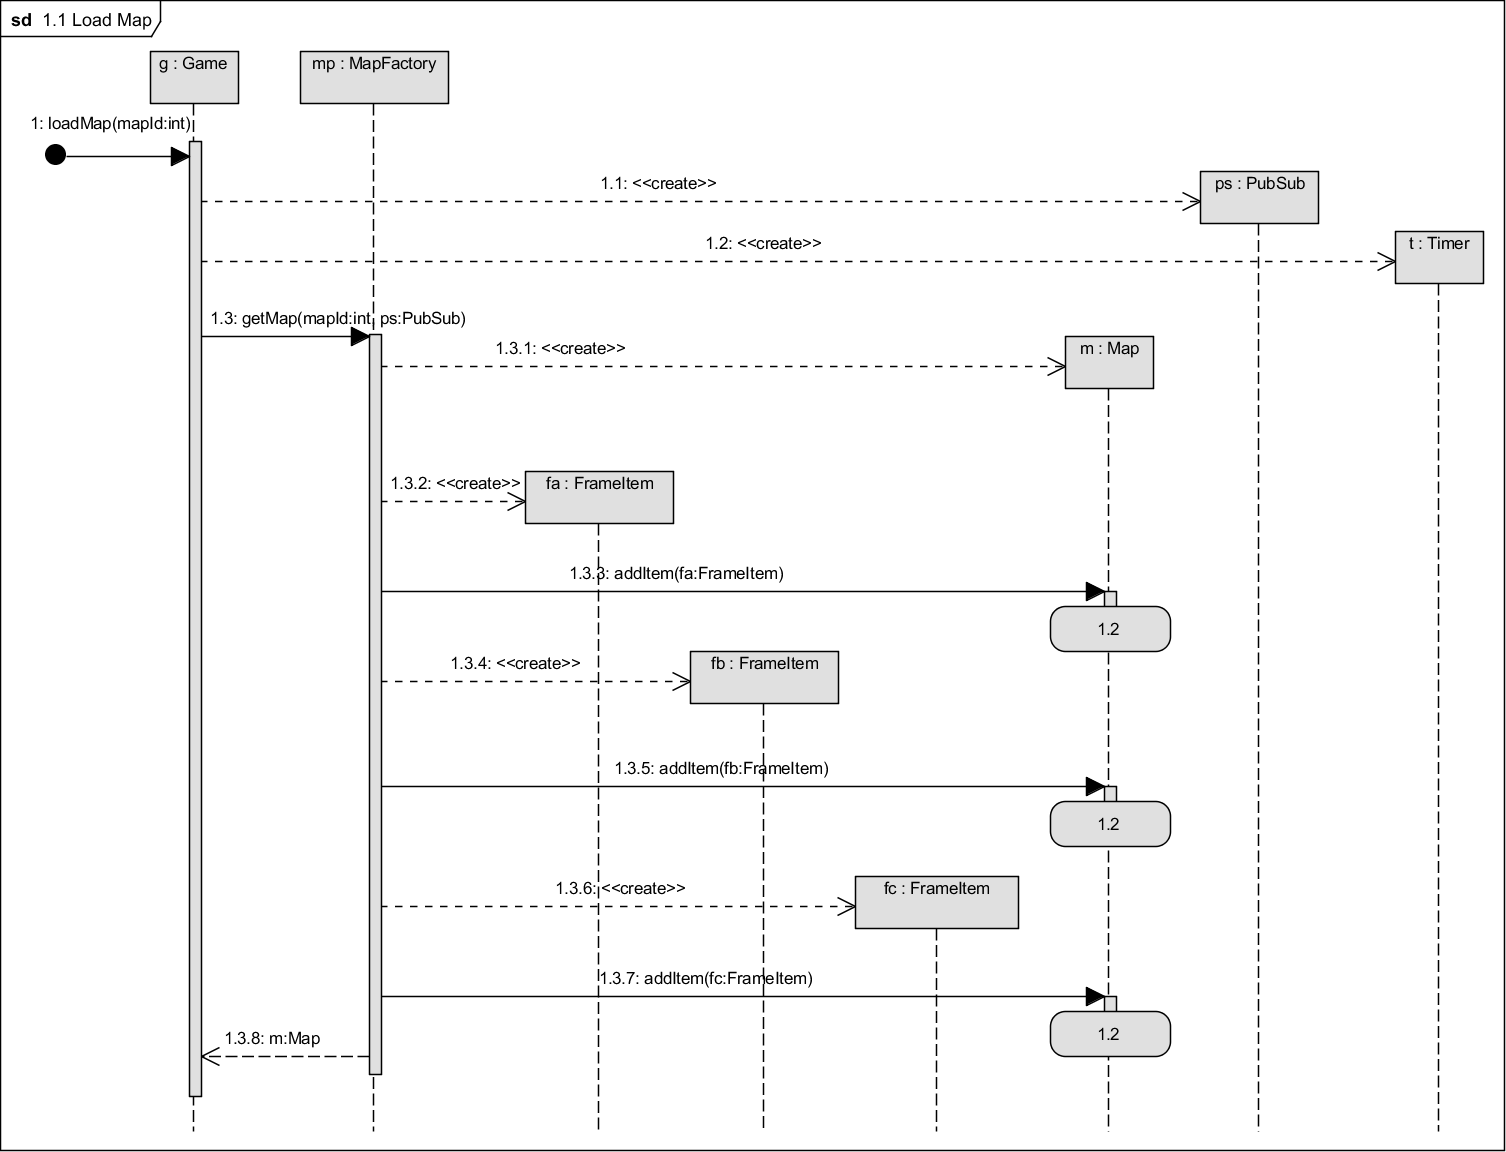 sd 1.1 Load Map
g : Game
mp : MapFactory
1: loadMap(mapId:int)
1.1: <<create>>
ps : PubSub
1.2: <<create>>
t : Timer
1.3: getMap(mapId:int, ps:PubSub)
1.3.1: <<create>>
m : Map
1.3.2: <<create>>
fa : FrameItem
1.3.3: addItem(fa:FrameItem)
1.2
1.3.4: <<create>>
fb : FrameItem
1.3.5: addItem(fb:FrameItem)
1.2
1.3.6: <<create>>
fc : FrameItem
1.3.7: addItem(fc:FrameItem)
1.2
1.3.8: m:Map